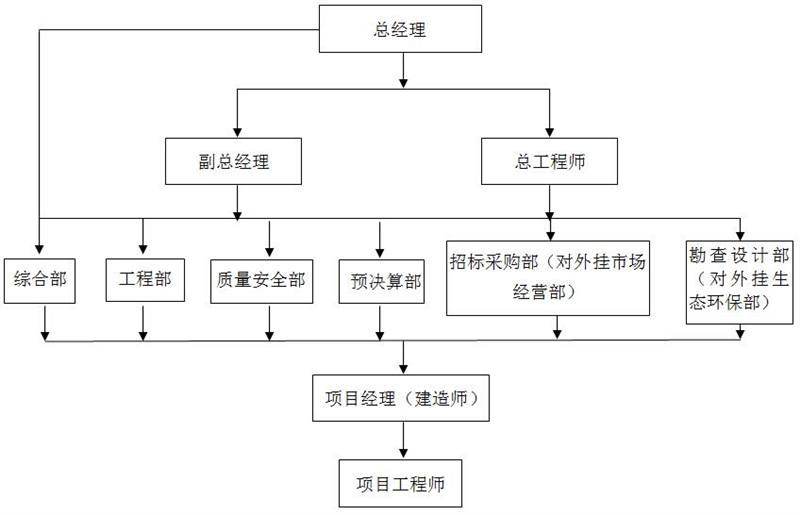 总经理
副总经理
总工程师
综合部
工程部
质量安全部
预决算部
招标采购部（对外挂市场
经营部）
勘查设计部
（对外挂生
态环保部）
项目经理（建造师）
项目工程师